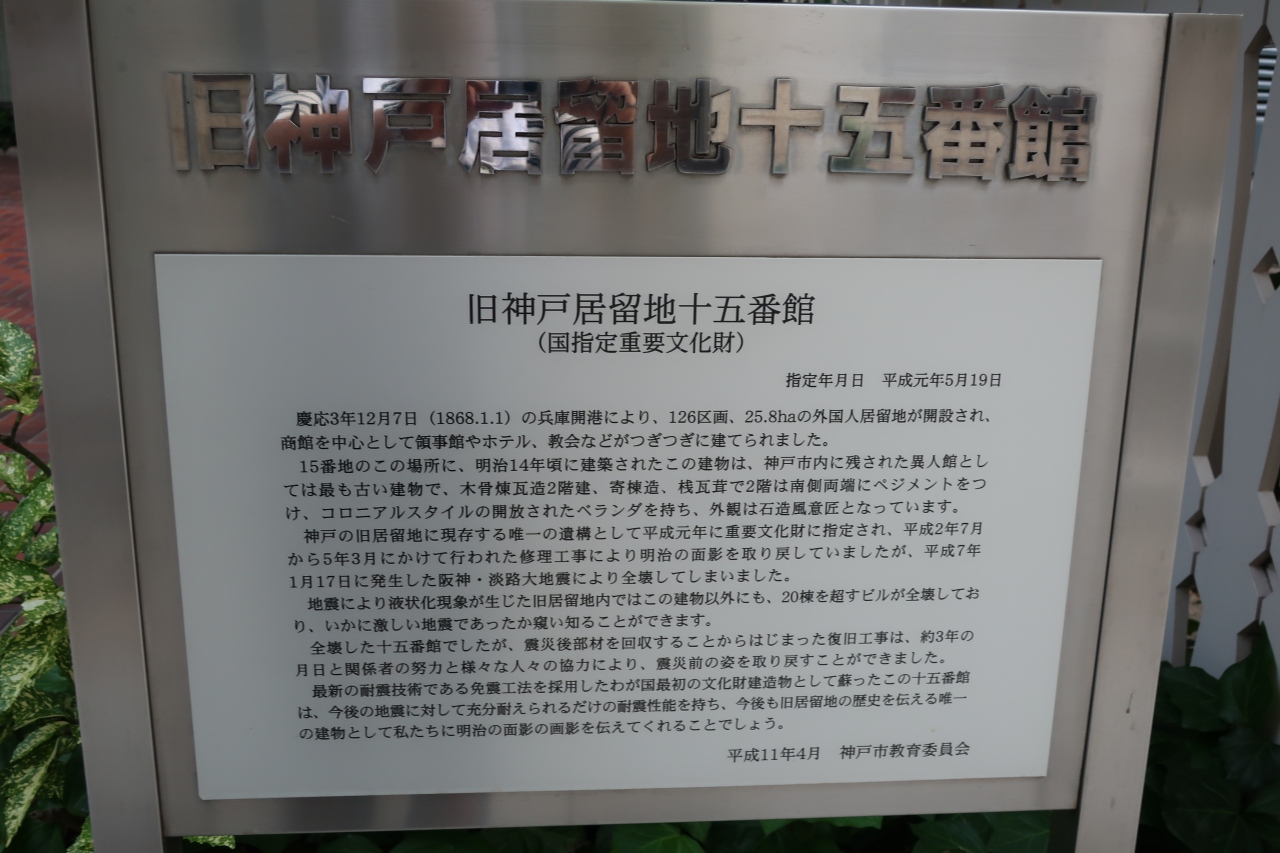 旧神戸居留地十五番館
旧神戸居留地十五番館
（国指定重要文化財）
指定年月日　平成元年5月19日
慶応3年12月7日（1868.1.1）の兵庫開港により、126区画、25.8haの外国人居留地が開設され、
商館を中心として領事館やホテル、教会などがつぎつぎに建てられました。
15番地のこの場所に、明治14年頃に建築されたこの建物は、神戸市内に残された異人館とし
ては最も古い建物で、木骨煉瓦造2階建、寄棟造、桟瓦葺で2階は南側両端にペジメントをつ
け、コロニアルスタイルの開放されたベランダを持ち、外観は石造風意匠となっています。
神戸の旧居留地に現存する唯一の遺構として平成元年に重要文化財に指定され、平成2年7月
から5年3月にかけて行われた修理工事により明治の面影を取り戻していましたが、平成7年
1月17日に発生した阪神・淡路大地震により全壊してしまいました。
地震により液状化現象が生じた旧居留地内ではこの建物以外にも、20棟を超すビルが全壊してお
り、いかに激しい地震であったか窺い知ることができます。
全壊した十五番館でしたが、震災後部材を回収することからはじまった復旧工事は、約3年の
月日と関係者の努力と様々な人々の協力により、震災前の姿を取り戻すことができました。
最新の耐震技術である免震工法を採用したわが国最初の文化財建造物として蘇ったこの十五番館
は、今後の地震に対して充分耐えられるだけの耐震性能を持ち、今後も旧居留地の歴史を伝える唯一
の建物として私たちに明治の面影の画影を伝えてくれることでしょう。
平成11年4月　神戸市教育委員会